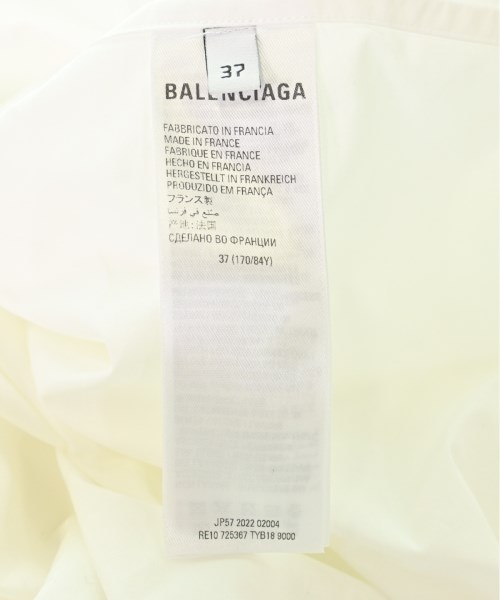 37
BALENCIAGA
FABBRICATO IN FRANCIA
MADE IN FRANCE
FABRIQUE EN FRANCE
HECHO EN FRANCIA
HERGESTELLT IN FRANKREICH
PRODUZIDO EM FRANÇA
フランス製
صنع في فرنسا
产地: 法国
СДЕЛАНО ВО ФРАНЦИИ
37 (170/84Y)
JP57 2022 02004
RE10 725367 TYB18 9000